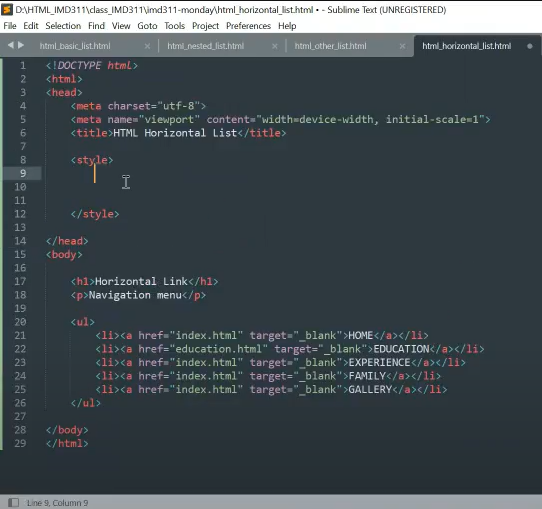 D:\HTML_IMD311\class_IMD311\imd311-monday\html_horizontal_list.html • - Sublime Text (UNREGISTERED)
File Edit Selection Find View Goto Tools Project Preferences Help
html_basic_list.html × html_nested_list.html × html_other_list.html × html_horizontal_list.html
1 <!DOCTYPE html>
2 <html>
3 <head>
4 <meta charset="utf-8">
5 <meta name="viewport" content="width=device-width, initial-scale=1">
6 <title>HTML Horizontal List</title>
7
8 <style>
9
10
11
12 </style>
13
14 </head>
15 <body>
16
17 <h1>Horizontal Link</h1>
18 <p>Navigation menu</p>
19
20 <ul>
21 <li><a href="index.html" target="_blank">HOME</a></li>
22 <li><a href="education.html" target="_blank">EDUCATION</a></li>
23 <li><a href="index.html" target="_blank">EXPERIENCE</a></li>
24 <li><a href="index.html" target="_blank">FAMILY</a></li>
25 <li><a href="index.html" target="_blank">GALLERY</a></li>
26 </ul>
27
28 </body>
29 </html>
Line 9, Column 9